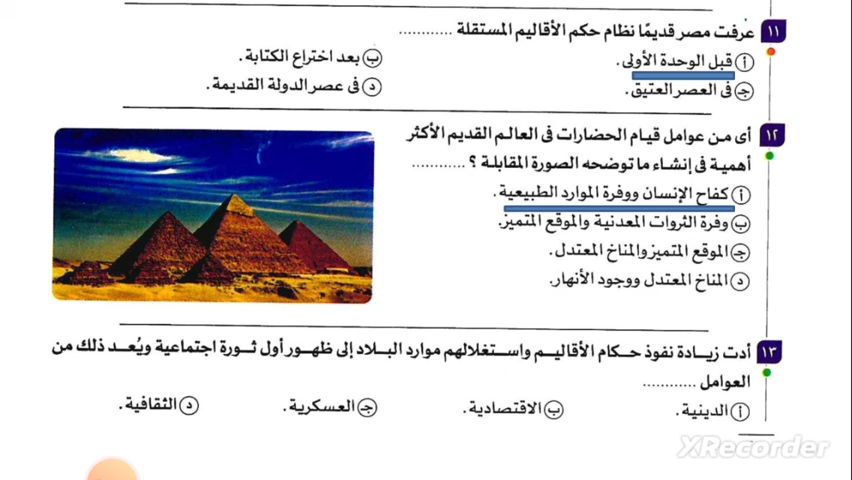 ١١ عرفت مصر قديمًا نظام حكم الأقاليم المستقلة ............
أ قبل الوحدة الأولى.
ب بعد اختراع الكتابة.
جـ فى العصر العتيق.
د فى عصر الدولة القديمة.
١٢ أى من عوامل قيام الحضارات فى العالم القديم الأكثر
أهمية فى إنشاء ما توضحه الصورة المقابلة ؟ ............
أ كفاح الإنسان ووفرة الموارد الطبيعية.
ب وفرة الثروات المعدنية والموقع المتميز.
جـ الموقع المتميز والمناخ المعتدل.
د المناخ المعتدل ووجود الأنهار.
١٣ أدت زيادة نفوذ حكام الأقاليم واستغلالهم موارد البلاد إلى ظهور أول ثورة اجتماعية ويُعد ذلك من
العوامل ............
أ الدينية.
ب الاقتصادية.
جـ العسكرية.
د الثقافية.
XRecorder